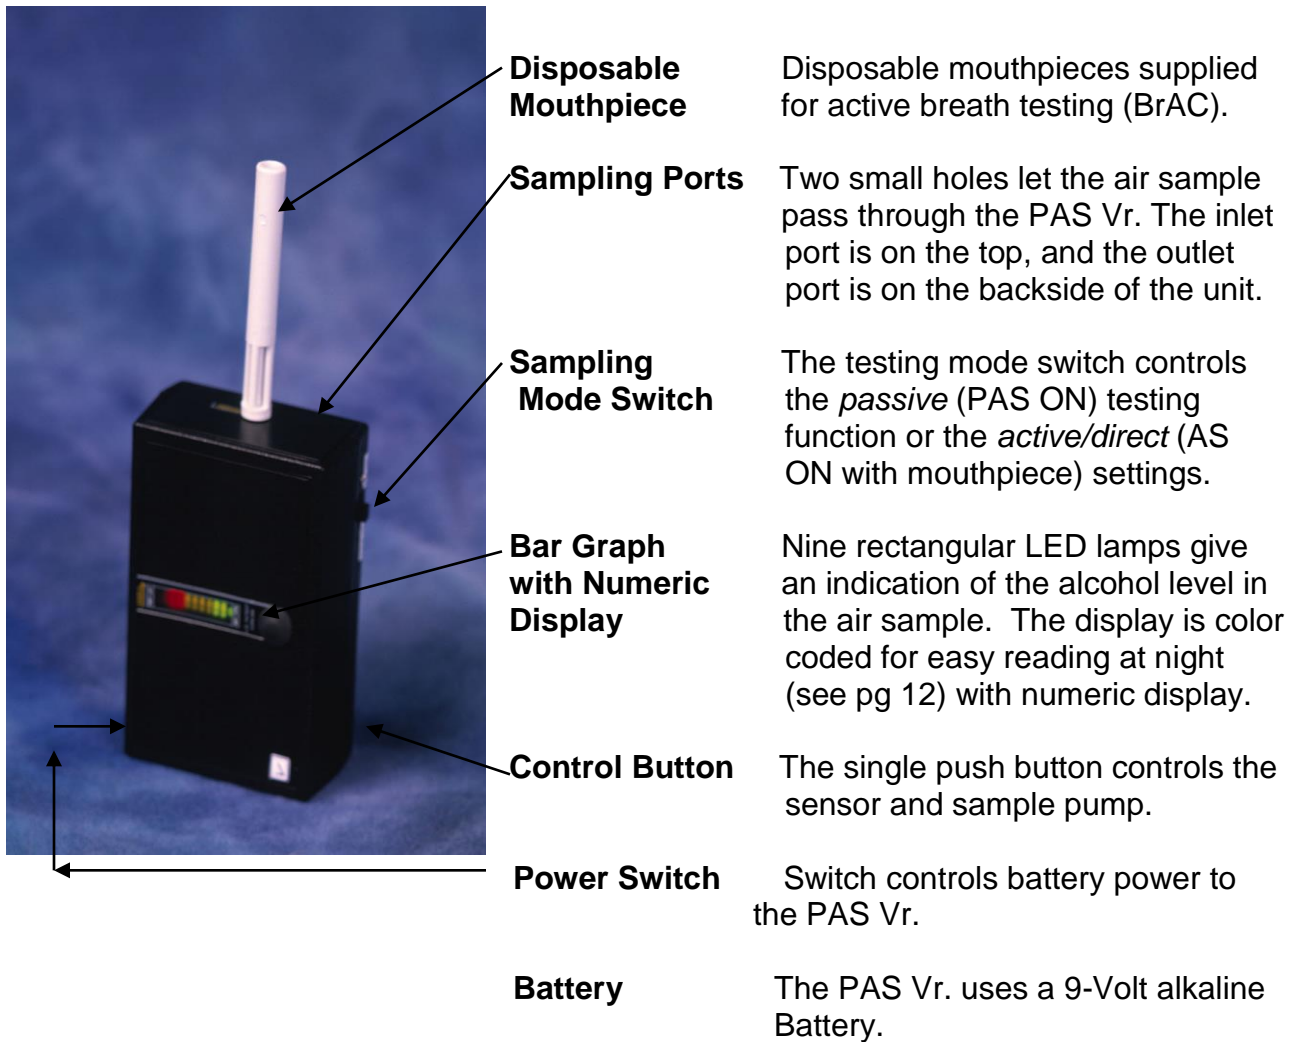 Disposable Disposable mouthpieces supplied
Mouthpiece for active breath testing (BrAC).
Sampling Ports Two small holes let the air sample
pass through the PAS Vr. The inlet
port is on the top, and the outlet
port is on the backside of the unit.
Sampling The testing mode switch controls
Mode Switch the passive (PAS ON) testing
function or the active/direct (AS
ON with mouthpiece) settings.
Bar Graph Nine rectangular LED lamps give
with Numeric an indication of the alcohol level in
Display the air sample. The display is color
coded for easy reading at night
(see pg 12) with numeric display.
Control Button The single push button controls the
sensor and sample pump.
Power Switch Switch controls battery power to
the PAS Vr.
Battery The PAS Vr. uses a 9-Volt alkaline
Battery.